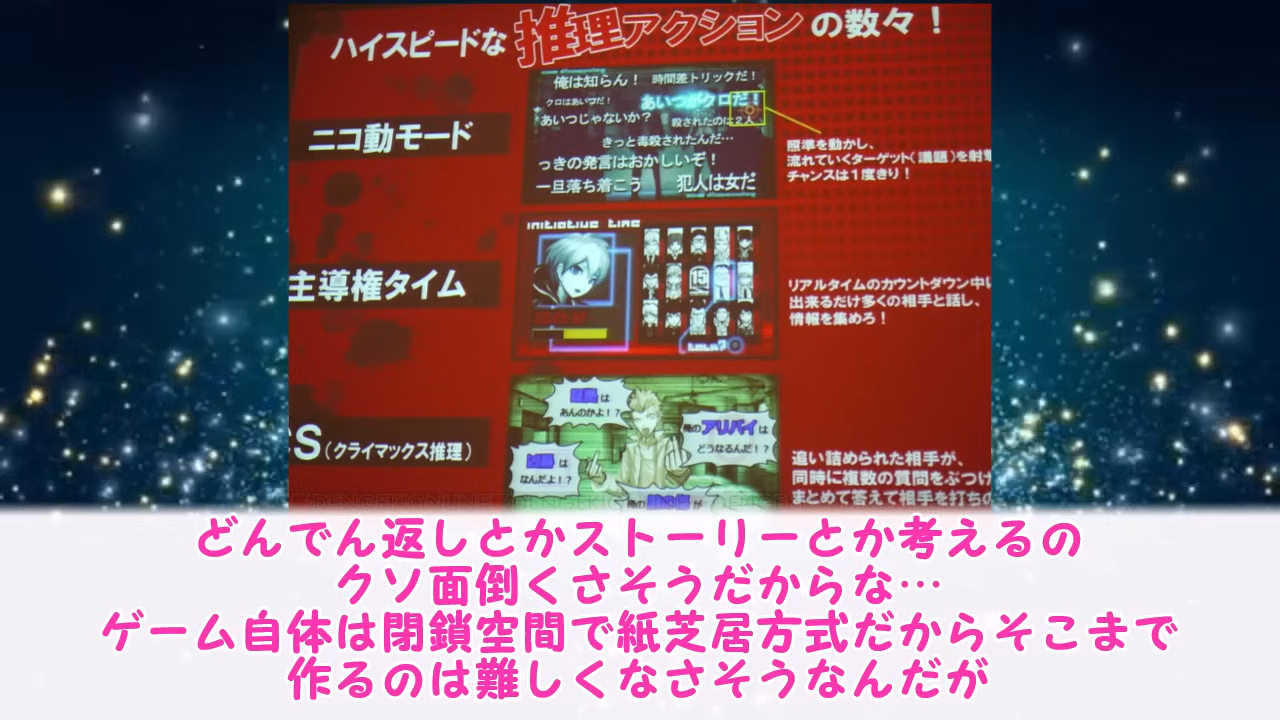 ハイスピードな推理アクションの数々！
ニコ動モード
俺は知らん！
時間差トリックだ！
クロはあいつだ！
あいつがクロだ！
あいつじゃないか？
殺されたのは2人
きっと毒殺されたんだ…
っきの発言はおかしいぞ！
一旦落ち着こう
犯人は女だ
照準を動かし、
流れていくターゲット（議題）を射撃
チャンスは1度きり！
主導権タイム
initiative time
15
リアルタイムのカウントダウン中に
出来るだけ多くの相手と話し、
情報を集めろ！
CS（クライマックス推理）
は
あんのかよ！？
俺のアリバイは
どうなるんだ！？
は
なんだよ！？
俺の
が
追い詰められた相手が、
同時に複数の質問をぶつけ
まとめて答えて相手を打ちの
DENGEKIONLINE
どんでん返しとかストーリーとか考えるの
クソ面倒くさそうだからな…
ゲーム自体は閉鎖空間で紙芝居方式だからそこまで
作るのは難しくなさそうなんだが